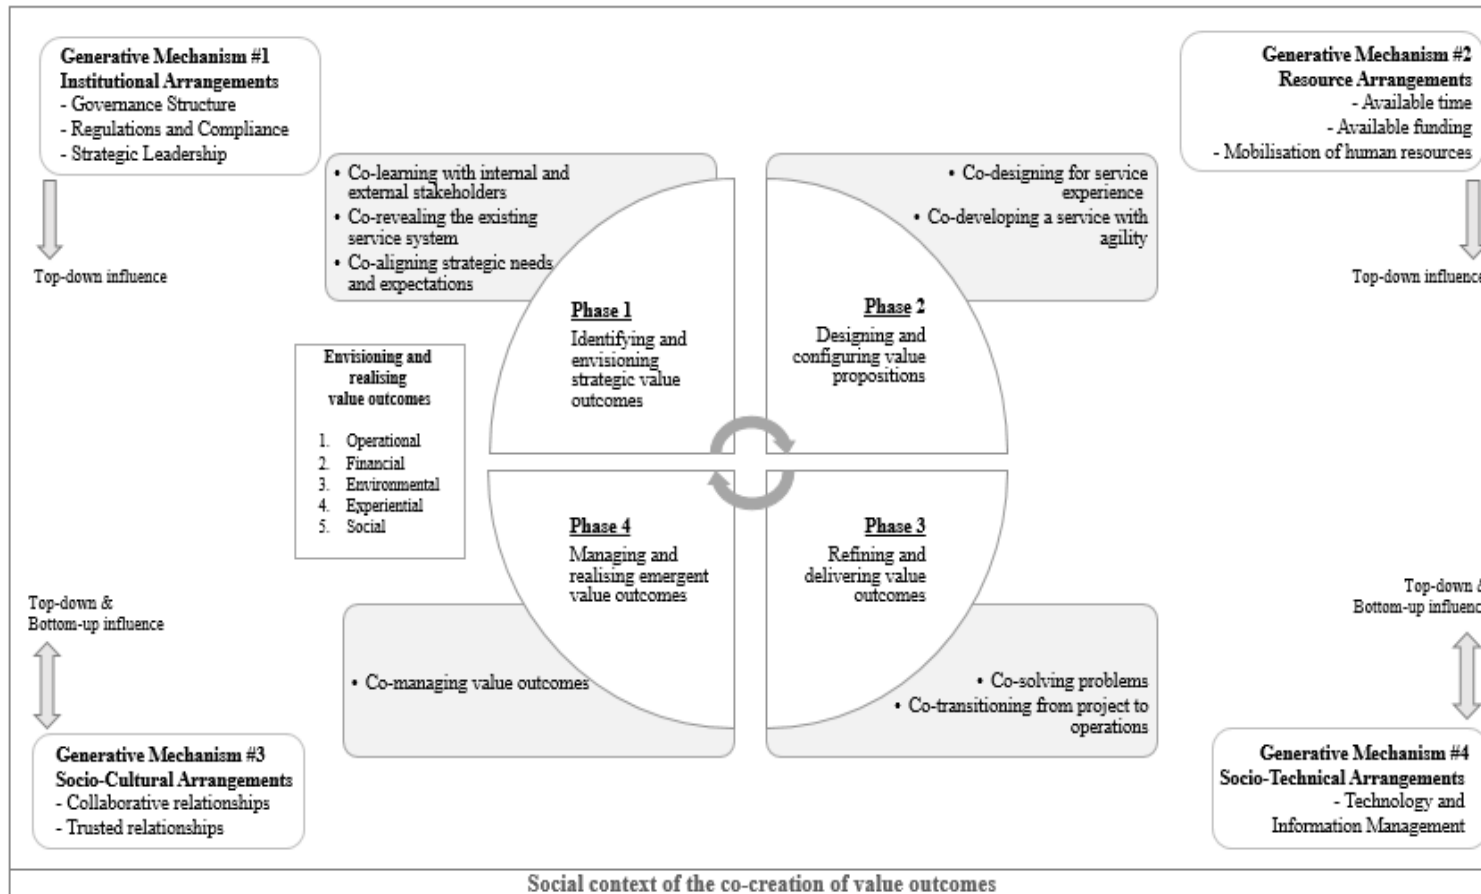 Generative Mechanism #1
Institutional Arrangements
- Governance Structure
- Regulations and Compliance
- Strategic Leadership
Top-down influence
Generative Mechanism #2
Resource Arrangements
- Available time
- Available funding
- Mobilisation of human resources
Top-down influence
• Co-learning with internal and
external stakeholders
• Co-revealing the existing
service system
• Co-aligning strategic needs
and expectations
• Co-designing for service
experience
• Co-developing a service with
agility
Phase 1
Identifying and
envisioning
strategic value
outcomes
Phase 2
Designing and
configuring value
propositions
Envisioning and
realising
value outcomes
1. Operational
2. Financial
3. Environmental
4. Experiential
5. Social
Phase 4
Managing and
realising emergent
value outcomes
Phase 3
Refining and
delivering value
outcomes
• Co-managing value outcomes
• Co-solving problems
• Co-transitioning from project to
operations
Top-down &
Bottom-up influence
Generative Mechanism #3
Socio-Cultural Arrangements
- Collaborative relationships
- Trusted relationships
Top-down &
Bottom-up influence
Generative Mechanism #4
Socio-Technical Arrangements
- Technology and
Information Management
Social context of the co-creation of value outcomes